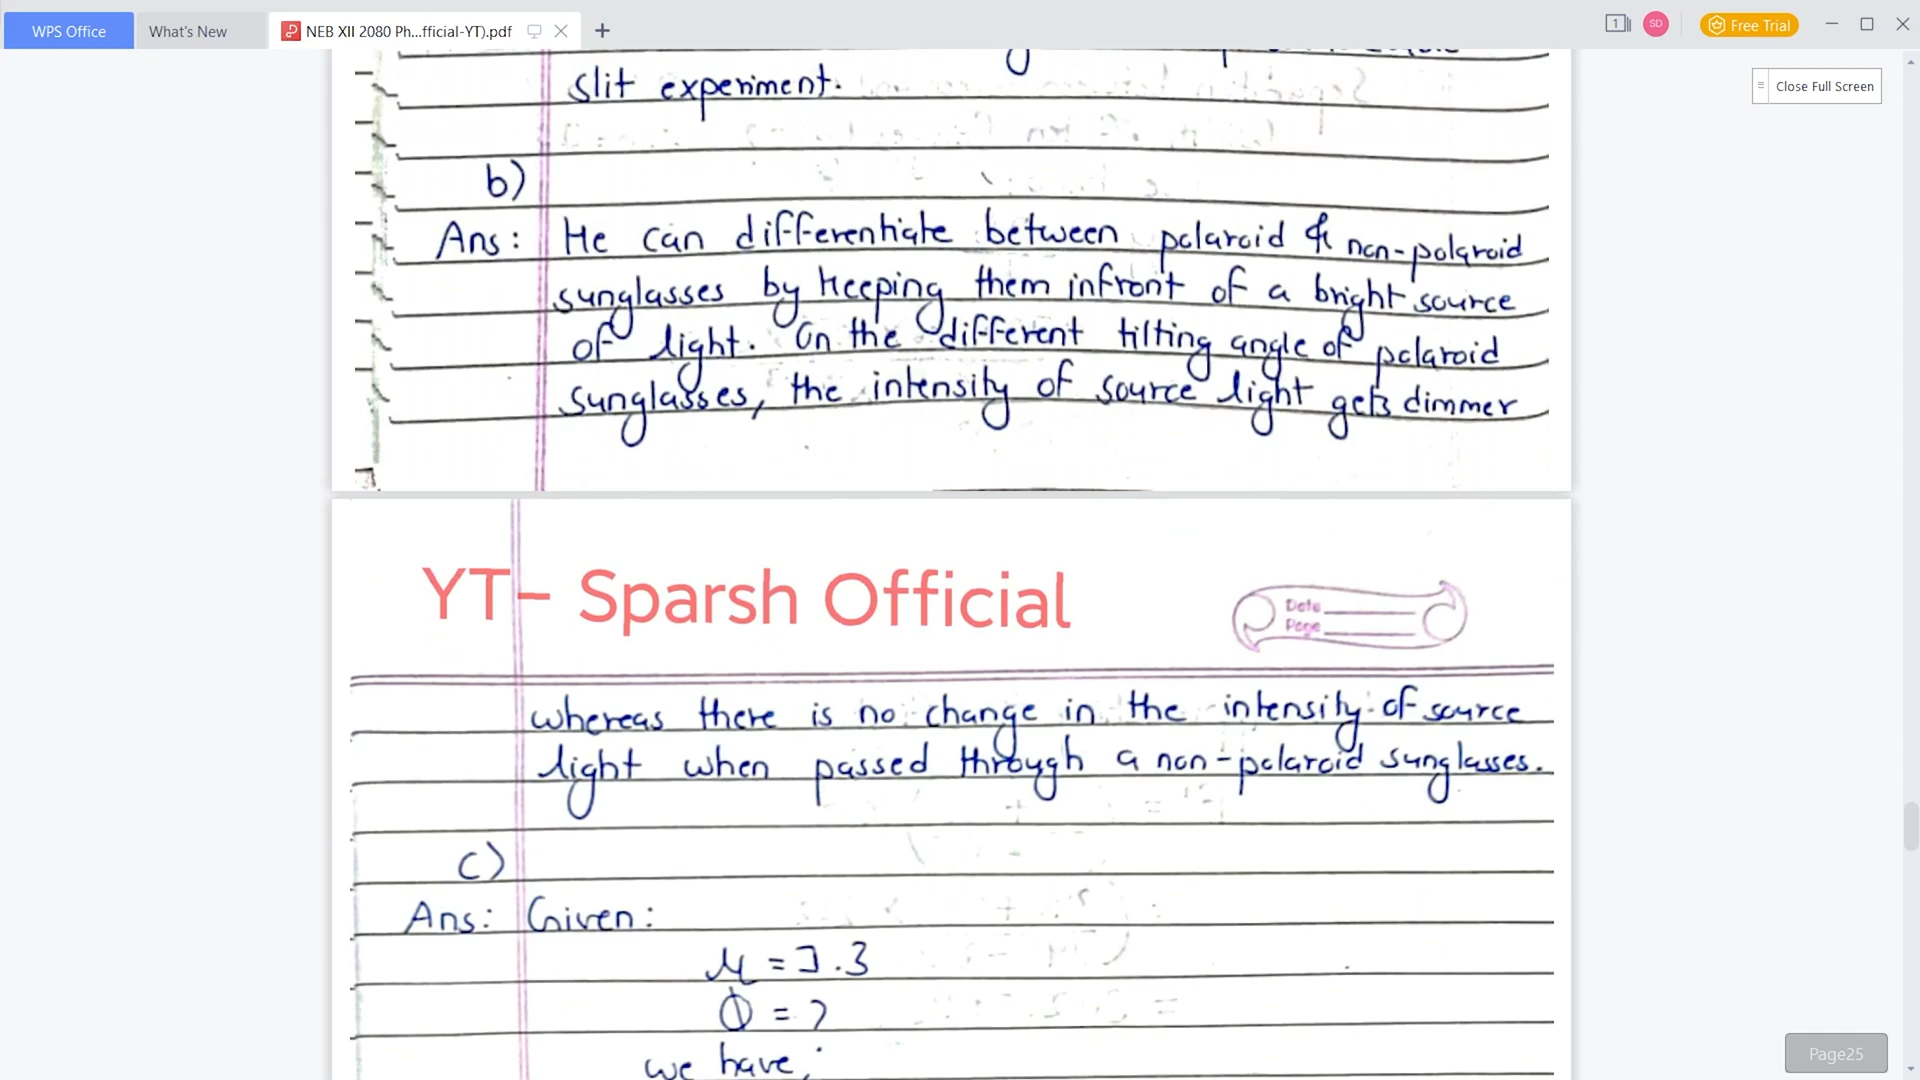 WPS Office
What's New
NEB XII 2080 Ph...fficial-YT).pdf
1
SD
Free Trial
Close Full Screen
slit experiment.
b)
Ans: He can differentiate between polaroid & non-polaroid
sunglasses by keeping them infront of a bright source
of light. On the different tilting angle of polaroid
sunglasses, the intensity of source light gets dimmer
YT- Sparsh Official
Date
Page
whereas there is no change in the intensity of source
light when passed through a non-polaroid sunglasses.
c)
Ans: Given:
μ = 1.3
Φ = ?
we have,
Page25